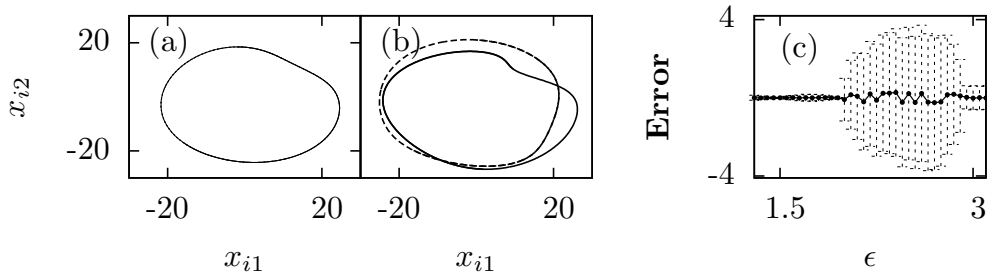 (a) (b) (c)
20
-20
x_{i2}
-20 20 -20 20
x_{i1} x_{i1}
4
-4
Error
1.5 3
ϵ